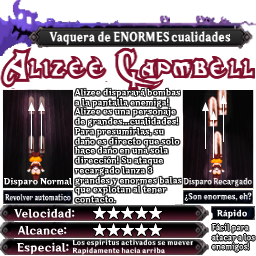 Vaquera de ENORMES cualidades
Alizee Capmbell
Alizee disparará bombas
a la pantalla enemiga!
Alizee es una personaje
de grandes...cualidades!
Para presumirlas, su
daño es directo que solo
hace daño en una sola
dirección! Su ataque
recargado lanza 3
grandes y enormes balas
que explotan al tener
contacto.
Disparo Normal
Revolver automatico
Disparo Recargado
¿Son enormes, eh?
Velocidad: ★★★★★
Rápido
Alcance: ★★★★★
Fácil para
atacar a los
enemigos!
Especial: Los espiritus activados se mueven
Rapidamente hacia arriba